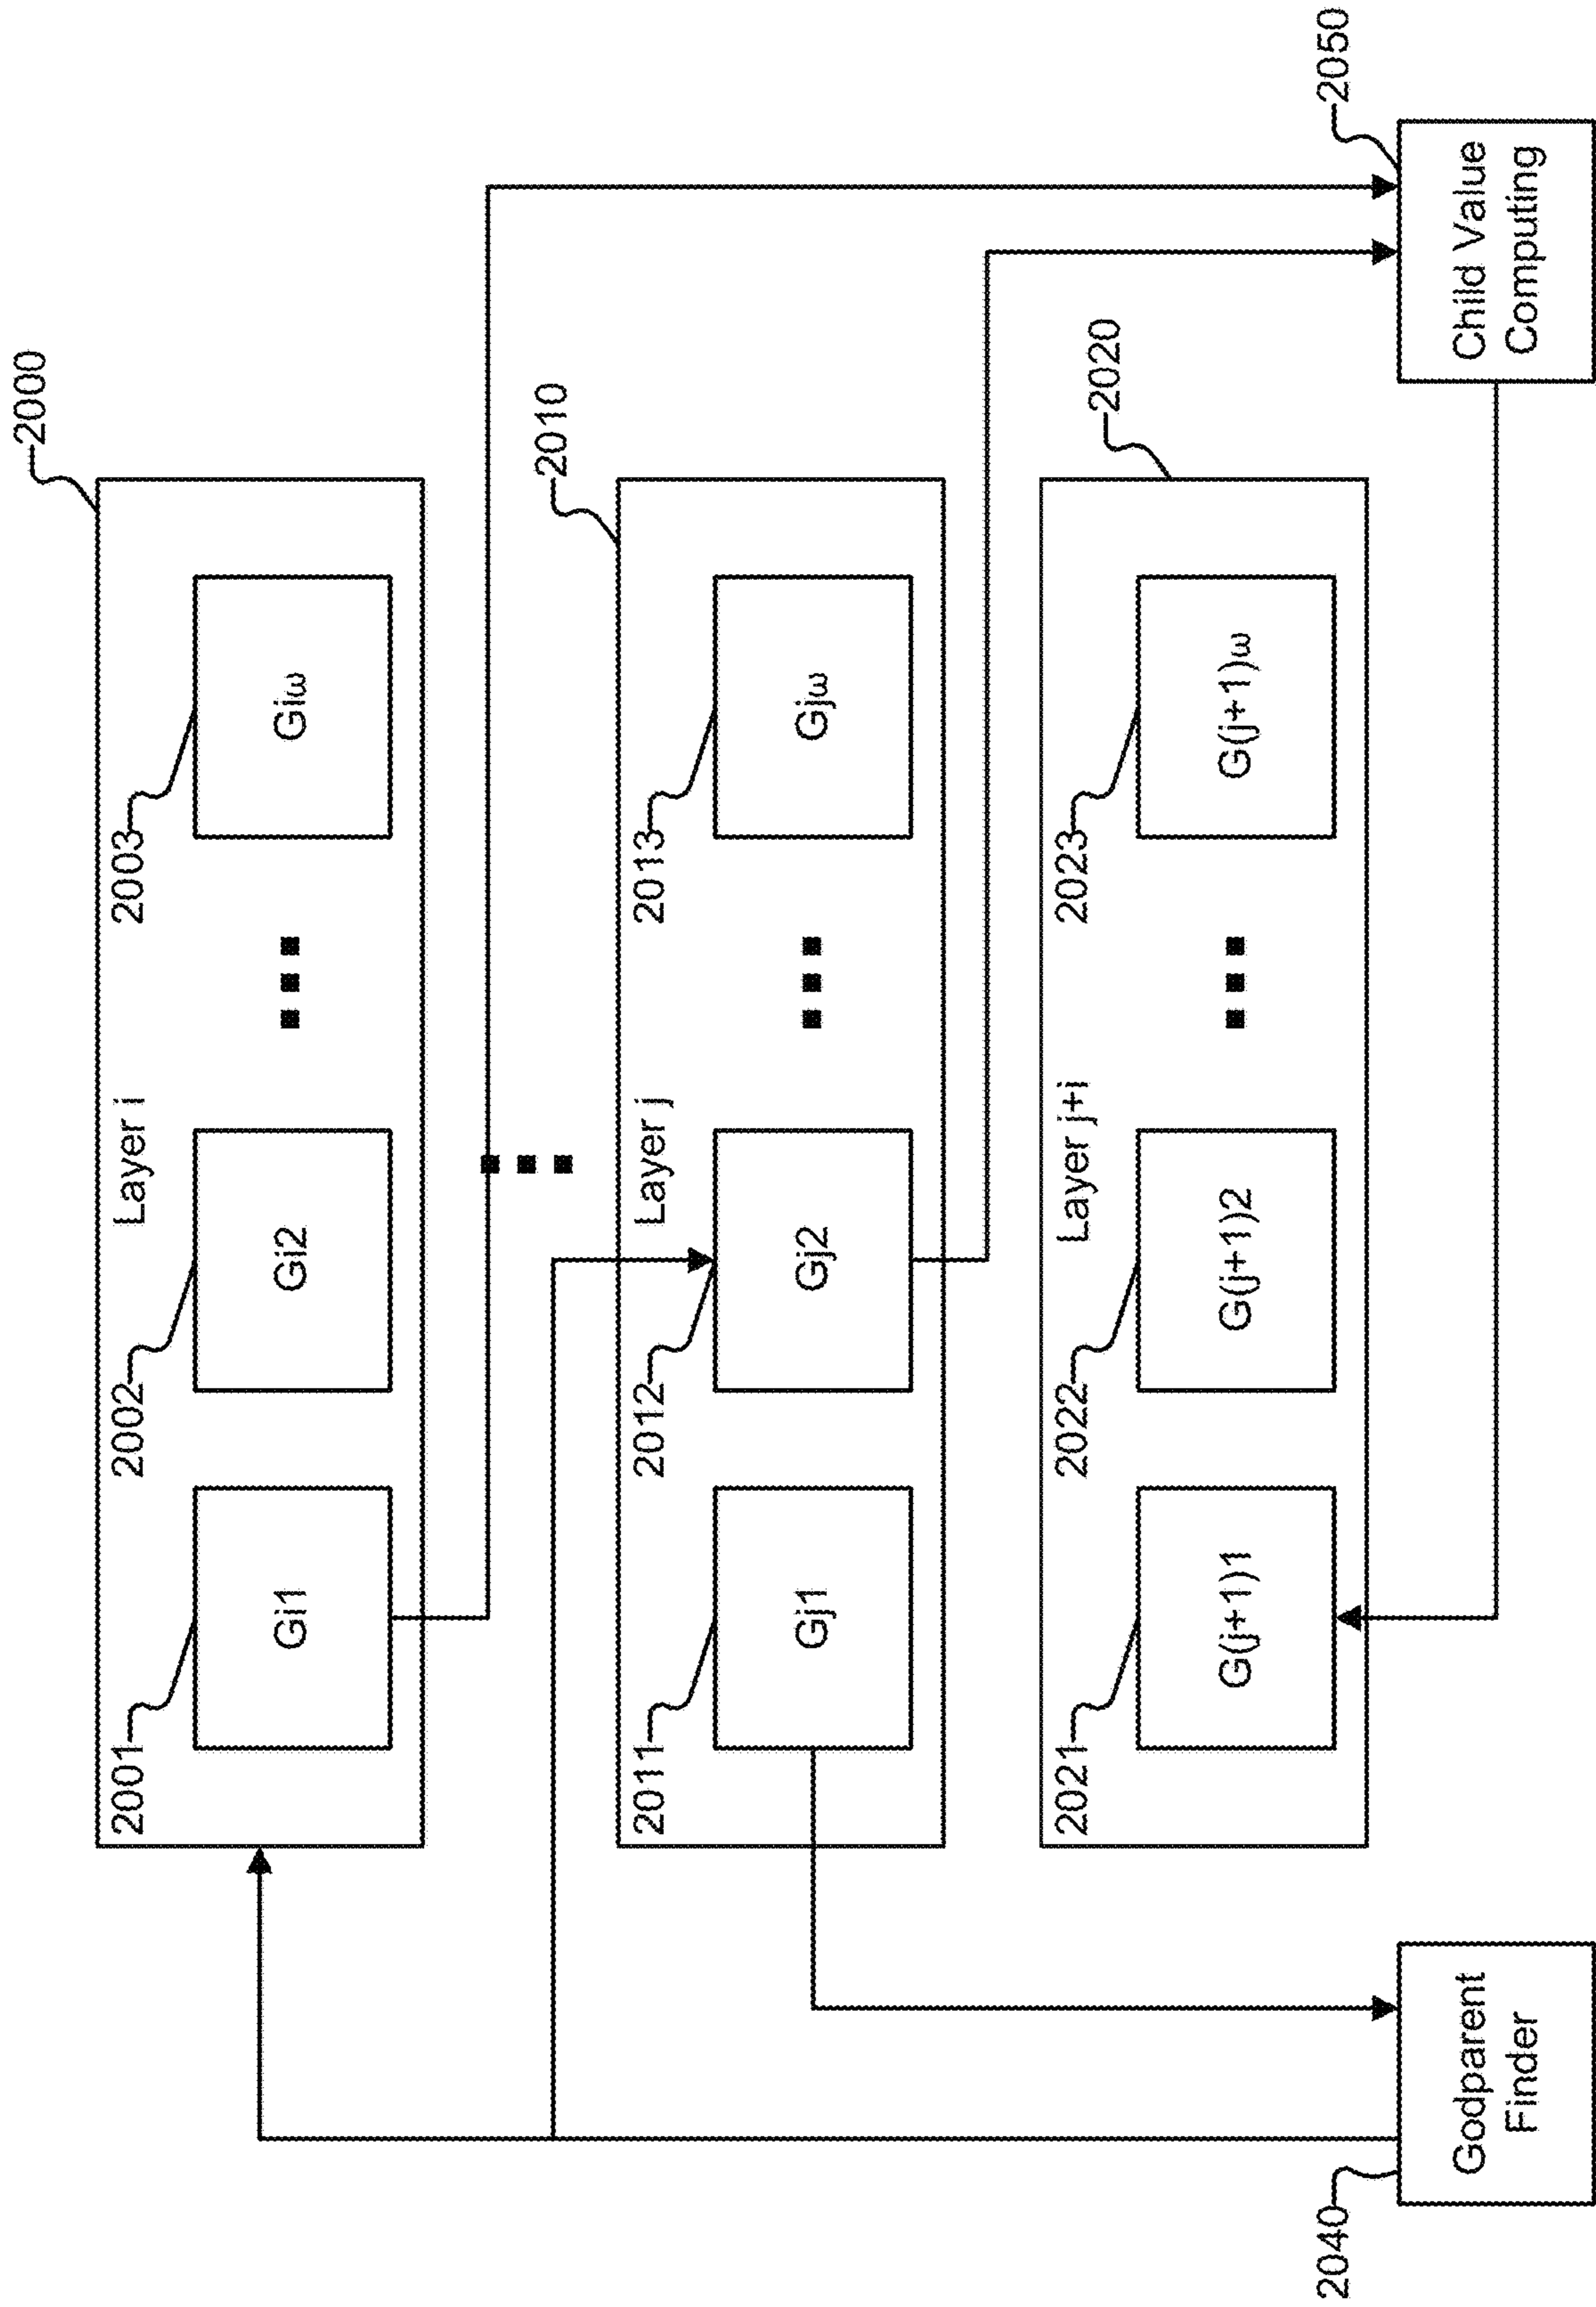 2000
Layer i
2001
2002
2003
Gi1
Gi2
Giω
2010
Layer j
2011
2012
2013
Gj1
Gj2
Gjω
2020
Layer j+i
2021
2022
2023
G(j+1)1
G(j+1)2
G(j+1)ω
2040
Godparent
Finder
2050
Child Value
Computing